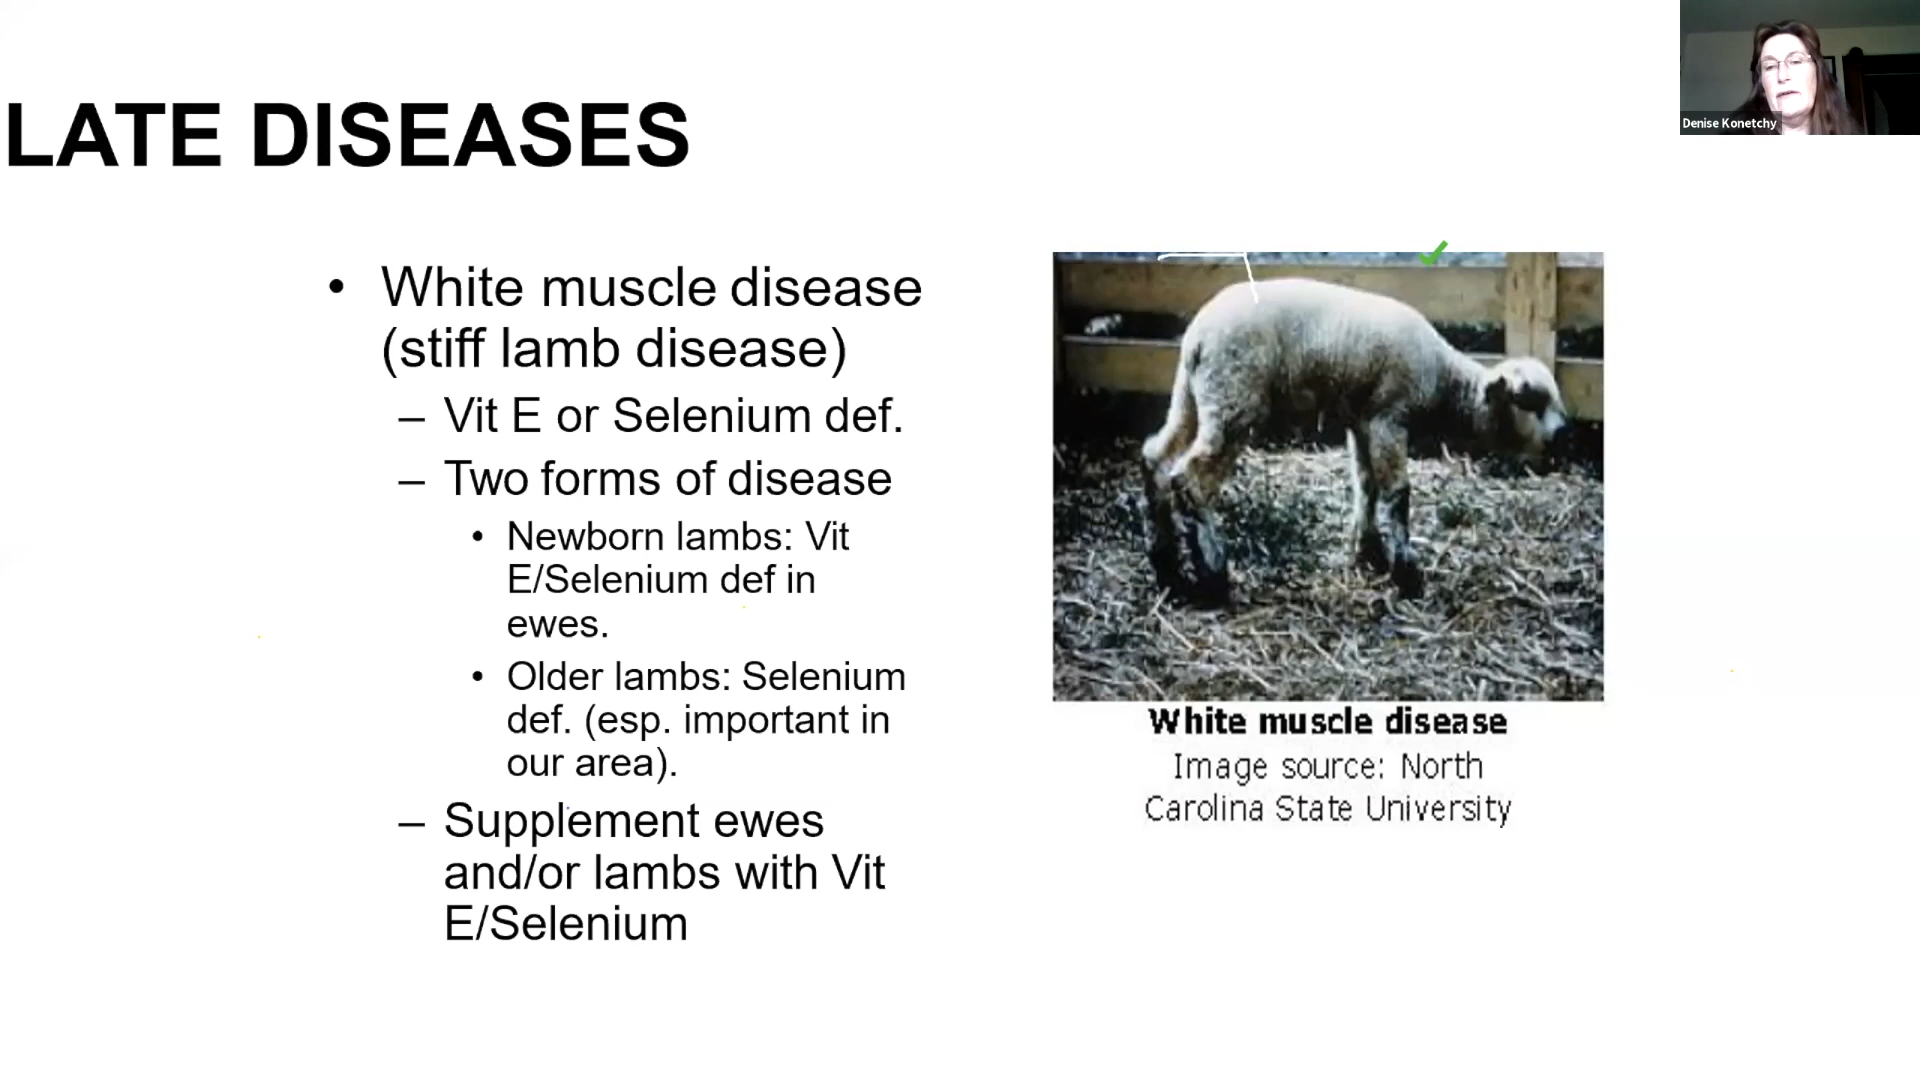 Denise Konetchy
LATE DISEASES
• White muscle disease
(stiff lamb disease)
– Vit E or Selenium def.
– Two forms of disease
• Newborn lambs: Vit
E/Selenium def in
ewes.
• Older lambs: Selenium
def. (esp. important in
our area).
– Supplement ewes
and/or lambs with Vit
E/Selenium
White muscle disease
Image source: North
Carolina State University